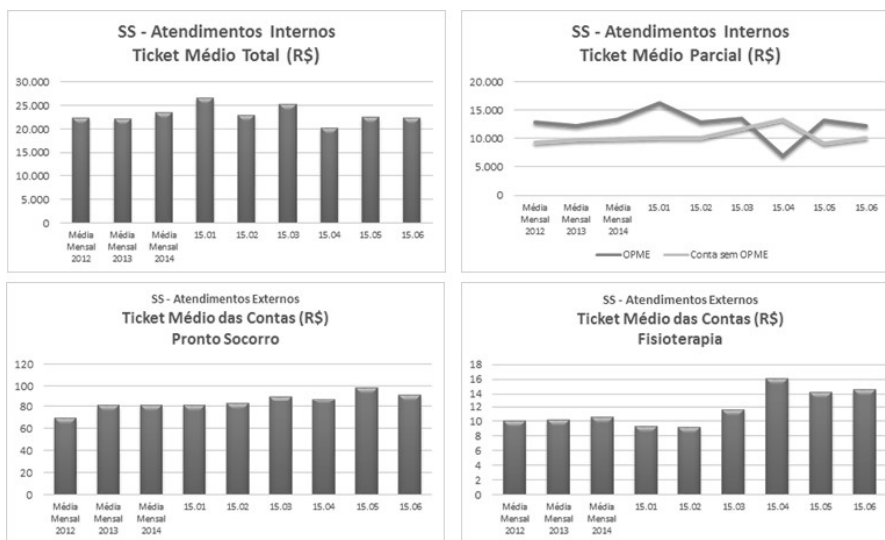 SS - Atendimentos Internos
Ticket Médio Total (R$)
30.000
25.000
20.000
15.000
10.000
5.000
0
Média Mensal 2012
Média Mensal 2013
Média Mensal 2014
15.01
15.02
15.03
15.04
15.05
15.06
SS - Atendimentos Internos
Ticket Médio Parcial (R$)
20.000
15.000
10.000
5.000
0
Média Mensal 2012
Média Mensal 2013
Média Mensal 2014
15.01
15.02
15.03
15.04
15.05
15.06
OPME
Conta sem OPME
SS - Atendimentos Externos
Ticket Médio das Contas (R$)
Pronto Socorro
120
100
80
60
40
20
0
Média Mensal 2012
Média Mensal 2013
Média Mensal 2014
15.01
15.02
15.03
15.04
15.05
15.06
SS - Atendimentos Externos
Ticket Médio das Contas (R$)
Fisioterapia
18
16
14
12
10
8
6
4
2
0
Média Mensal 2012
Média Mensal 2013
Média Mensal 2014
15.01
15.02
15.03
15.04
15.05
15.06